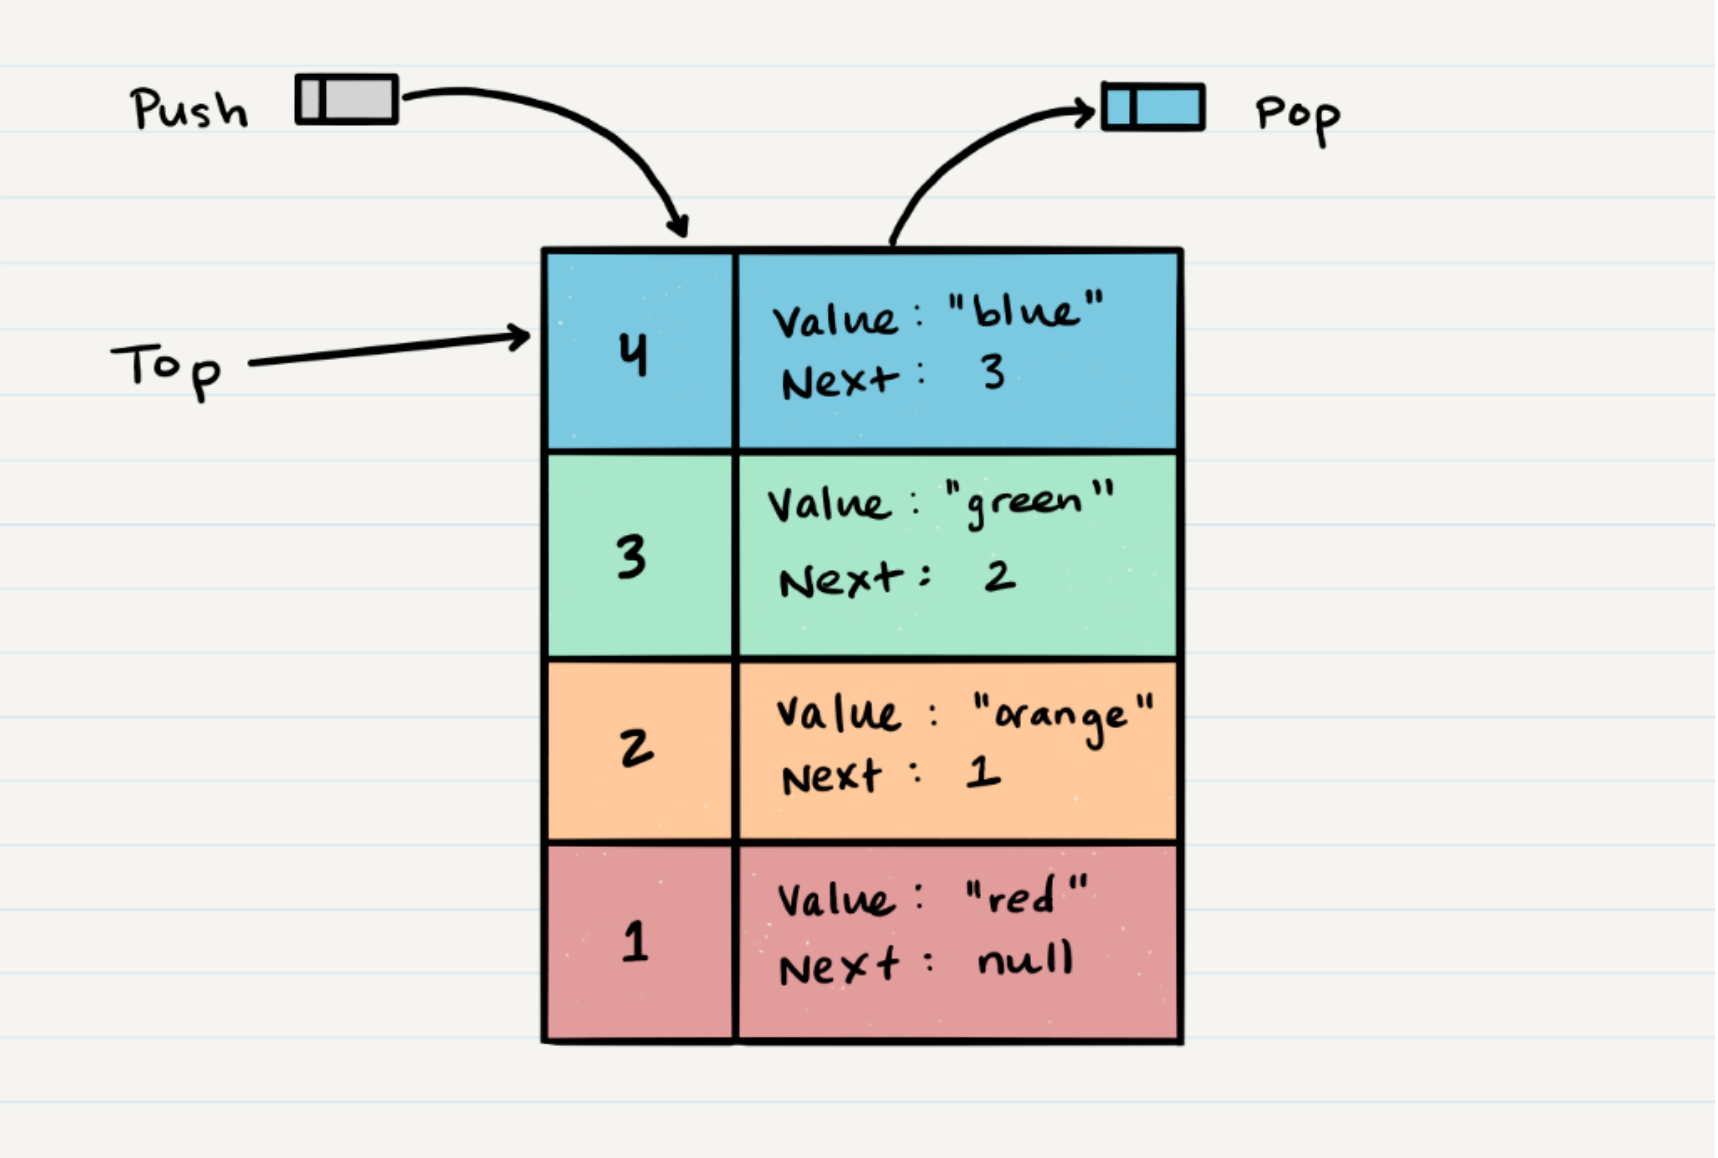 Push
Pop
Top
4
Value : "blue"
Next : 3
3
Value : "green"
Next : 2
2
Value : "orange"
Next : 1
1
Value : "red"
Next : null